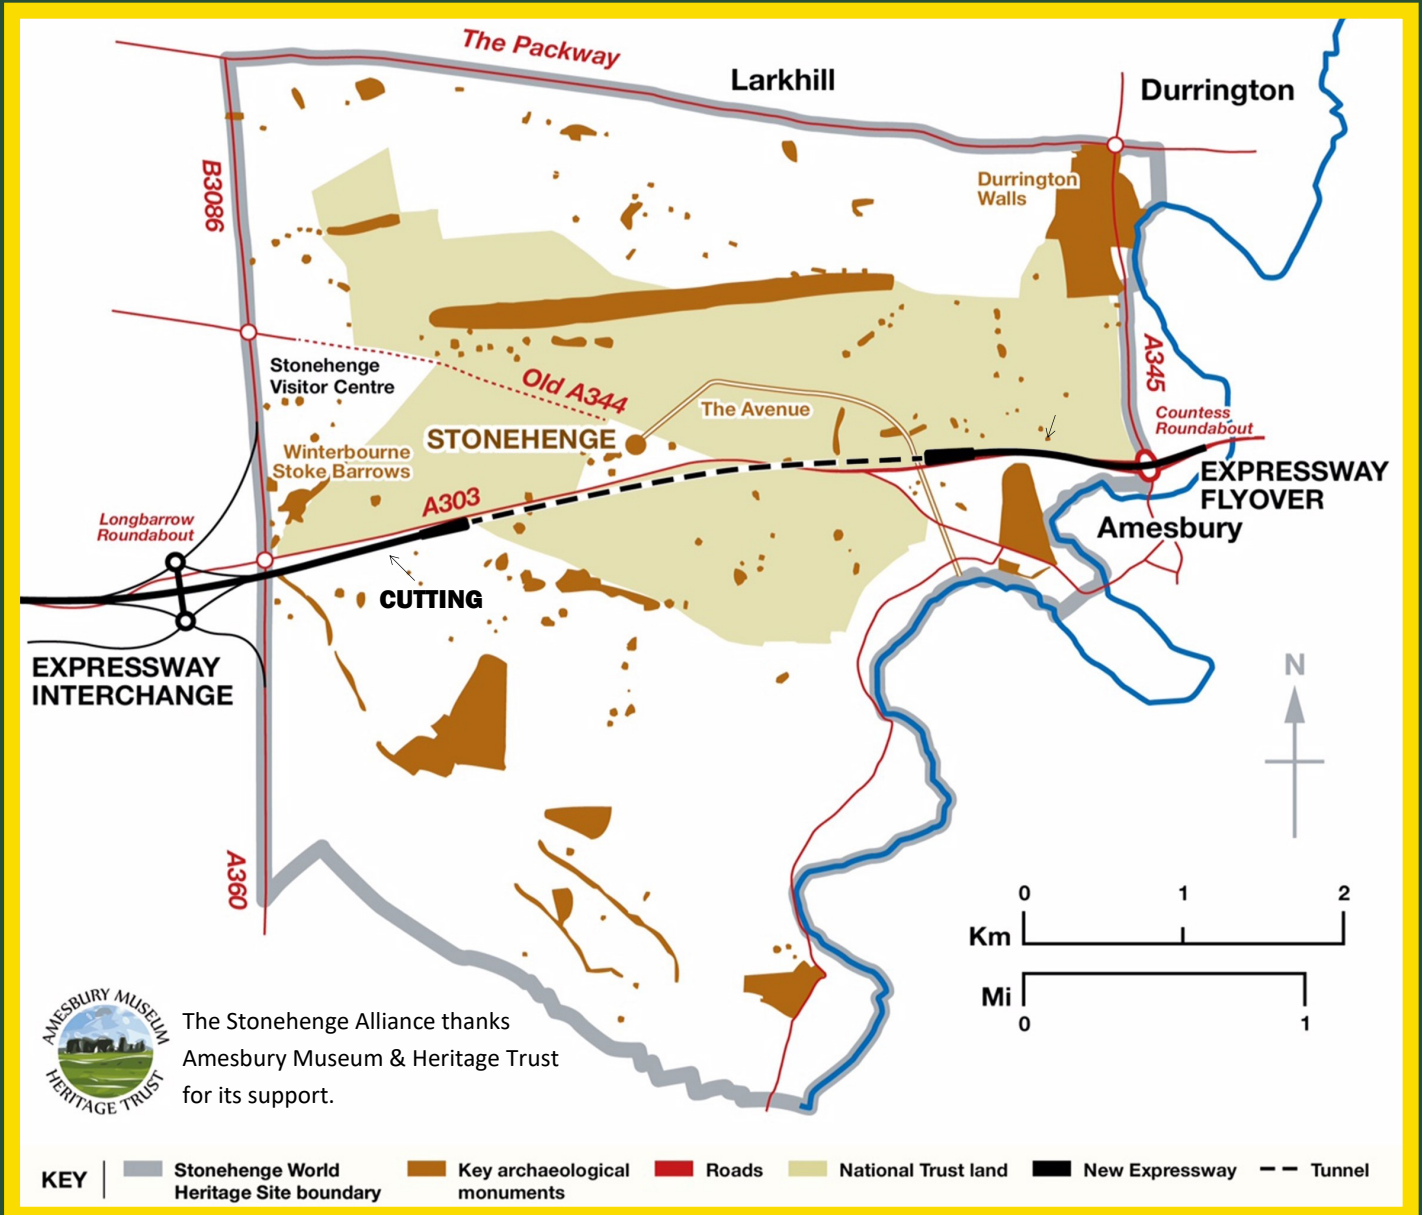 The Packway
Larkhill
Durrington
B3086
Durrington
Walls
Stonehenge
Visitor Centre
Old A344
A345
The Avenue
Countess
Roundabout
STONEHENGE
Winterbourne
Stoke Barrows
EXPRESSWAY
FLYOVER
A303
Longbarrow
Roundabout
Amesbury
CUTTING
EXPRESSWAY
INTERCHANGE
N
A360
0 1 2
Km
Mi
0 1
AMESBURY MUSEUM
HERITAGE TRUST
The Stonehenge Alliance thanks
Amesbury Museum & Heritage Trust
for its support.
KEY
Stonehenge World
Heritage Site boundary
Key archaeological
monuments
Roads
National Trust land
New Expressway
Tunnel